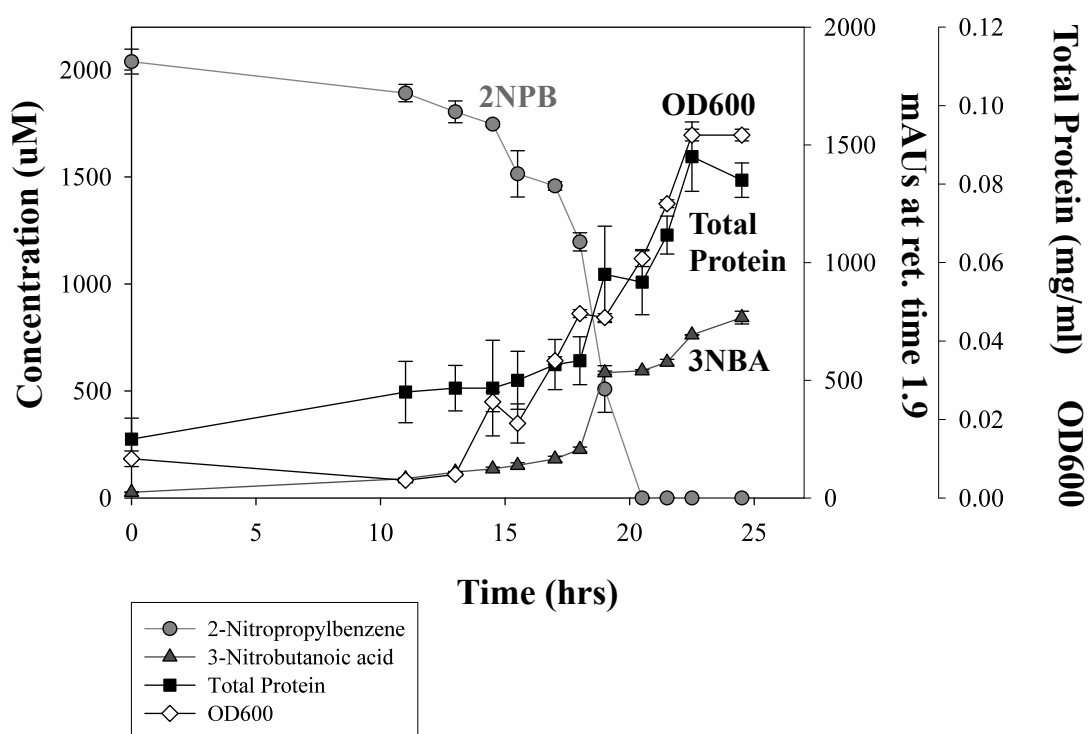 Concentration (uM)
2000
1500
1000
500
0
0
5
10
15
20
25
Time (hrs)
2NPB
OD600
Total
Protein
3NBA
2000
1500
1000
500
0
mAUs at ret. time 1.9
0.12
0.10
0.08
0.06
0.04
0.02
0.00
Total Protein (mg/ml) OD600
2-Nitropropylbenzene
3-Nitrobutanoic acid
Total Protein
OD600